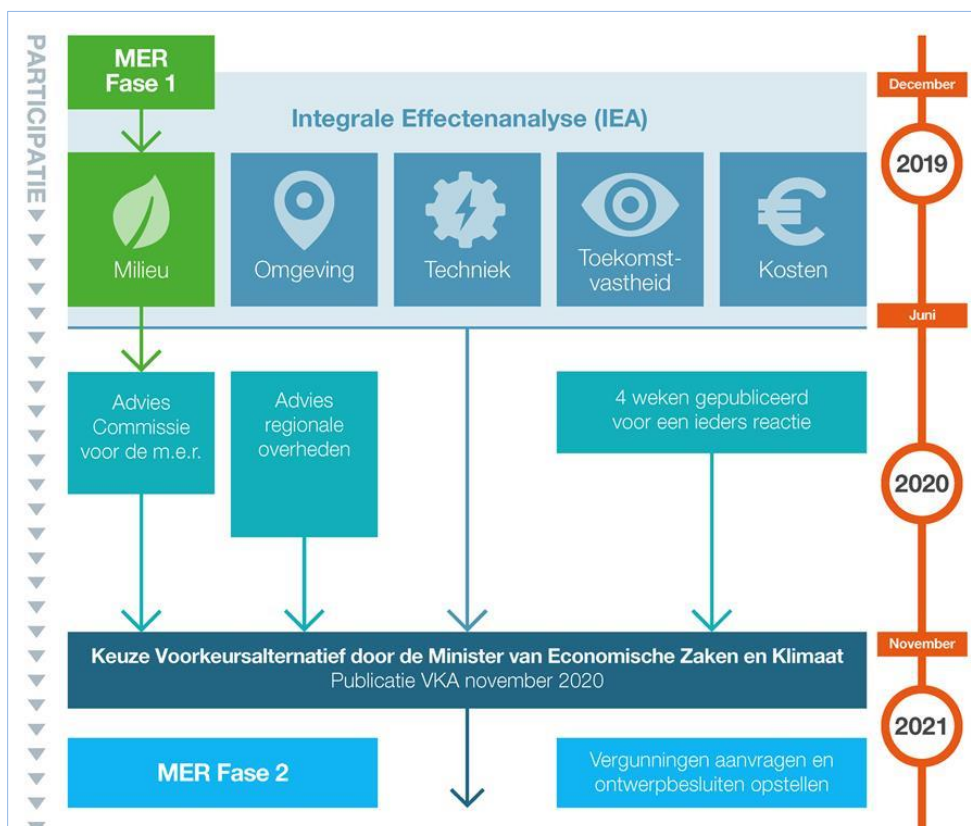 PARTICIPATIE
MER
Fase 1
Integrale Effectenanalyse (IEA)
Milieu
Omgeving
Techniek
Toekomst-
vastheid
Kosten
Advies
Commissie
voor de m.e.r.
Advies
regionale
overheden
4 weken gepubliceerd
voor een ieders reactie
Keuze Voorkeursalternatief door de Minister van Economische Zaken en Klimaat
Publicatie VKA november 2020
MER Fase 2
Vergunningen aanvragen en
ontwerpbesluiten opstellen
December
2019
Juni
2020
November
2021